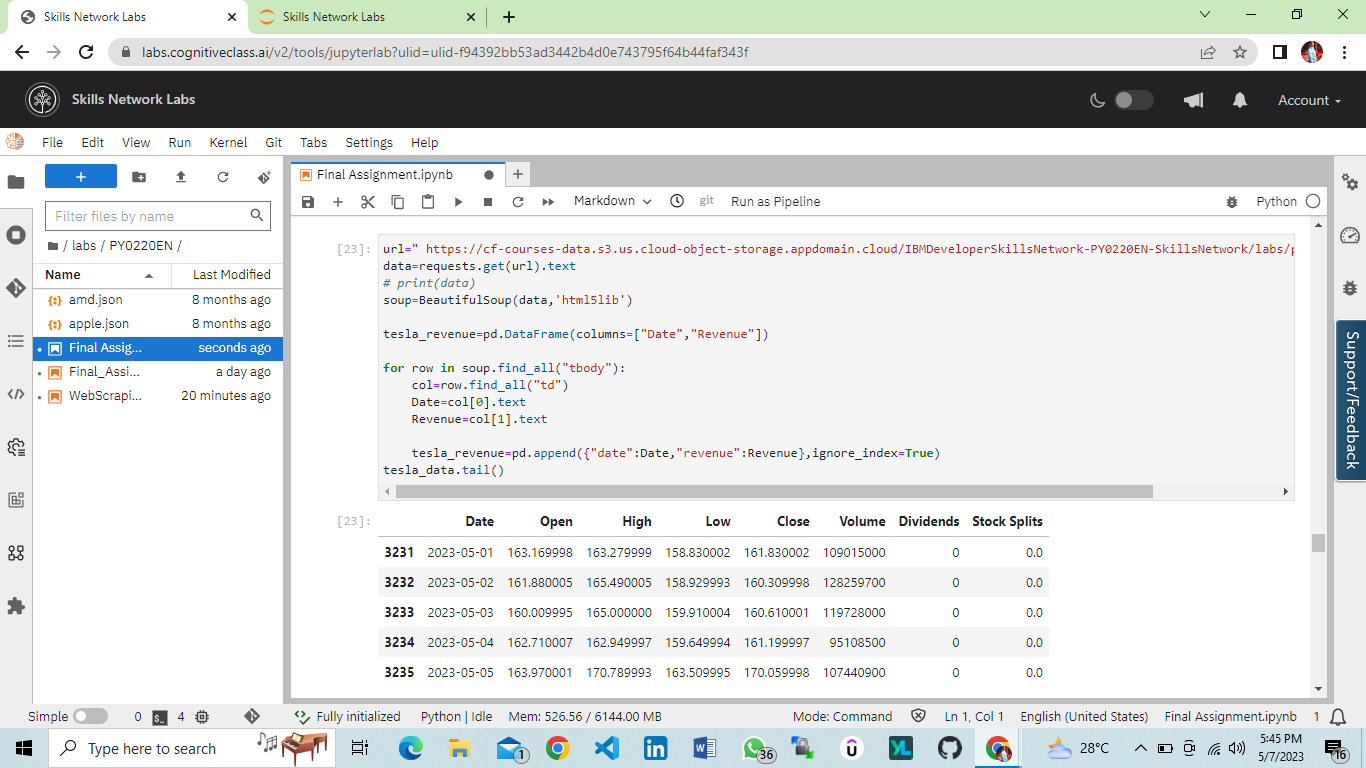 Skills Network Labs
Skills Network Labs
labs.cognitiveclass.ai/v2/tools/jupyterlab?ulid=ulid-f94392bb53ad3442b4d0e743795f64b44faf343f
Skills Network Labs
Account
File Edit View Run Kernel Git Tabs Settings Help
Final Assignment.ipynb
Markdown
git
Run as Pipeline
Python
Filter files by name
/ labs / PY0220EN /
Name Last Modified
amd.json 8 months ago
apple.json 8 months ago
Final Assig... seconds ago
Final_Assi... a day ago
WebScrapi... 20 minutes ago
[23]:
url=" https://cf-courses-data.s3.us.cloud-object-storage.appdomain.cloud/IBMDeveloperSkillsNetwork-PY0220EN-SkillsNetwork/labs/p
data=requests.get(url).text
# print(data)
soup=BeautifulSoup(data,'html5lib')
tesla_revenue=pd.DataFrame(columns=["Date","Revenue"])
for row in soup.find_all("tbody"):
    col=row.find_all("td")
    Date=col[0].text
    Revenue=col[1].text
    tesla_revenue=pd.append({"date":Date,"revenue":Revenue},ignore_index=True)
tesla_data.tail()
[23]:
Date Open High Low Close Volume Dividends Stock Splits
3231 2023-05-01 163.169998 163.279999 158.830002 161.830002 109015000 0 0.0
3232 2023-05-02 161.880005 165.490005 158.929993 160.309998 128259700 0 0.0
3233 2023-05-03 160.009995 165.000000 159.910004 160.610001 119728000 0 0.0
3234 2023-05-04 162.710007 162.949997 159.649994 161.199997 95108500 0 0.0
3235 2023-05-05 163.970001 170.789993 163.509995 170.059998 107440900 0 0.0
Support/Feedback
Simple 0 4 Fully initialized Python | Idle Mem: 526.56 / 6144.00 MB Mode: Command Ln 1, Col 1 English (United States) Final Assignment.ipynb 1
Type here to search
1
36
YL
28°C
5:45 PM
5/7/2023
16